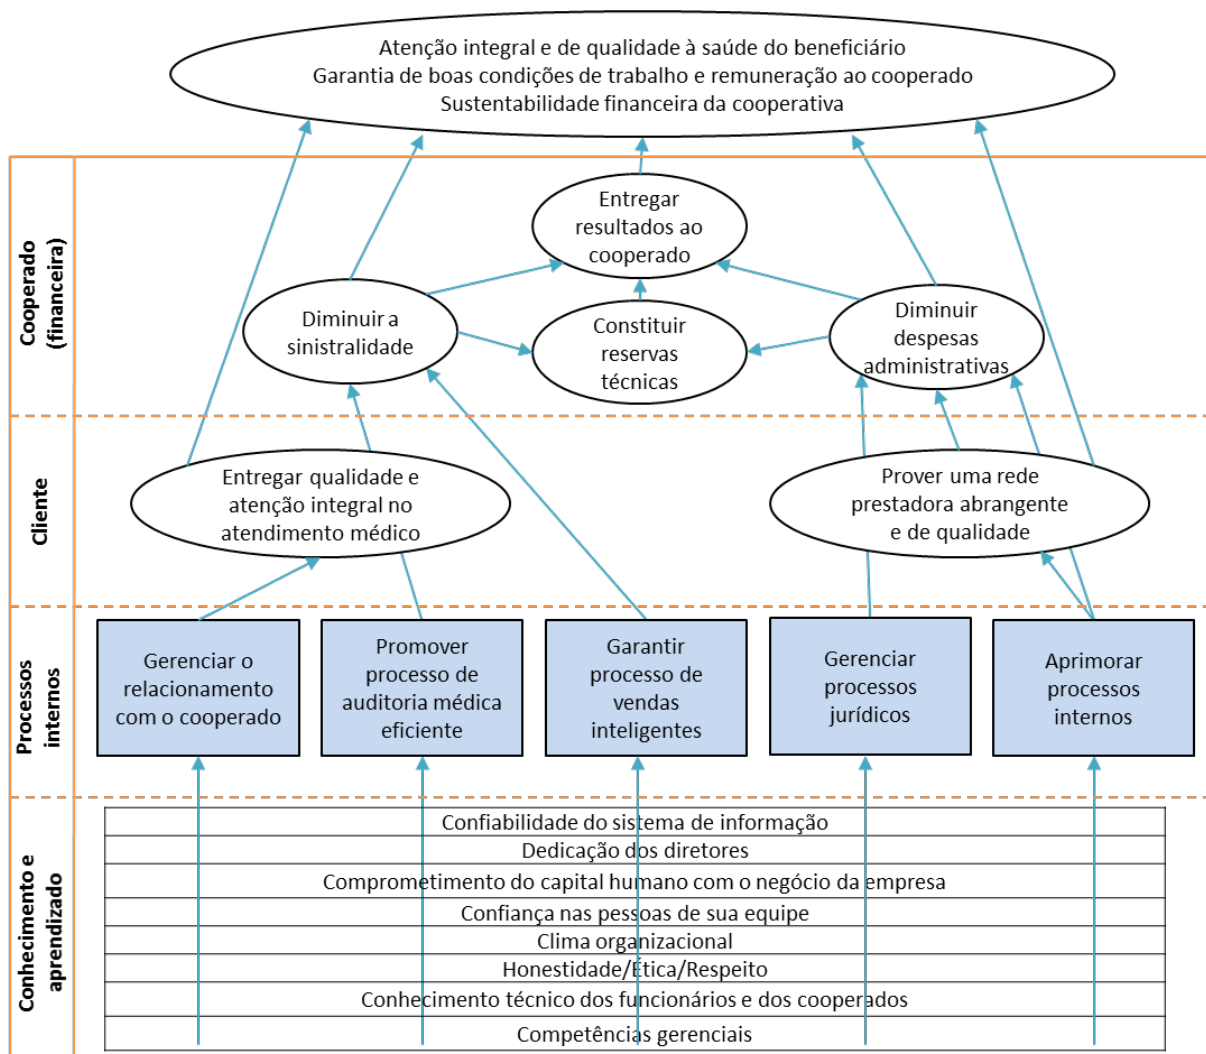 Atenção integral e de qualidade à saúde do beneficiário
Garantia de boas condições de trabalho e remuneração ao cooperado
Sustentabilidade financeira da cooperativa
Cooperado
(financeira)
Entregar
resultados ao
cooperado
Diminuir a
sinistralidade
Constituir
reservas
técnicas
Diminuir
despesas
administrativas
Cliente
Entregar qualidade e
atenção integral no
atendimento médico
Prover uma rede
prestadora abrangente
e de qualidade
Processos
internos
Gerenciar o
relacionamento
com o cooperado
Promover
processo de
auditoria médica
eficiente
Garantir
processo de
vendas
inteligentes
Gerenciar
processos
jurídicos
Aprimorar
processos
internos
Conhecimento e
aprendizado
Confiabilidade do sistema de informação
Dedicação dos diretores
Comprometimento do capital humano com o negócio da empresa
Confiança nas pessoas de sua equipe
Clima organizacional
Honestidade/Ética/Respeito
Conhecimento técnico dos funcionários e dos cooperados
Competências gerenciais